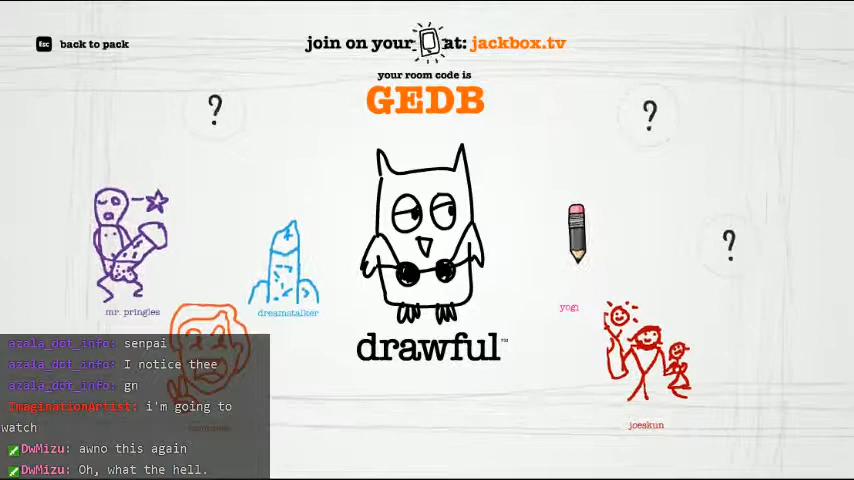 Esc back to pack
join on your at: jackbox.tv
your room code is
GEDB
?
?
?
mr. pringles
dreamstalker
yogi
drawful™
joeskun
azala_dot_info: senpai
azala_dot_info: I notice thee
azala_dot_info: gn
ImaginationArtist: i'm going to
watch
DwMizu: awno this again
DwMizu: Oh, what the hell.